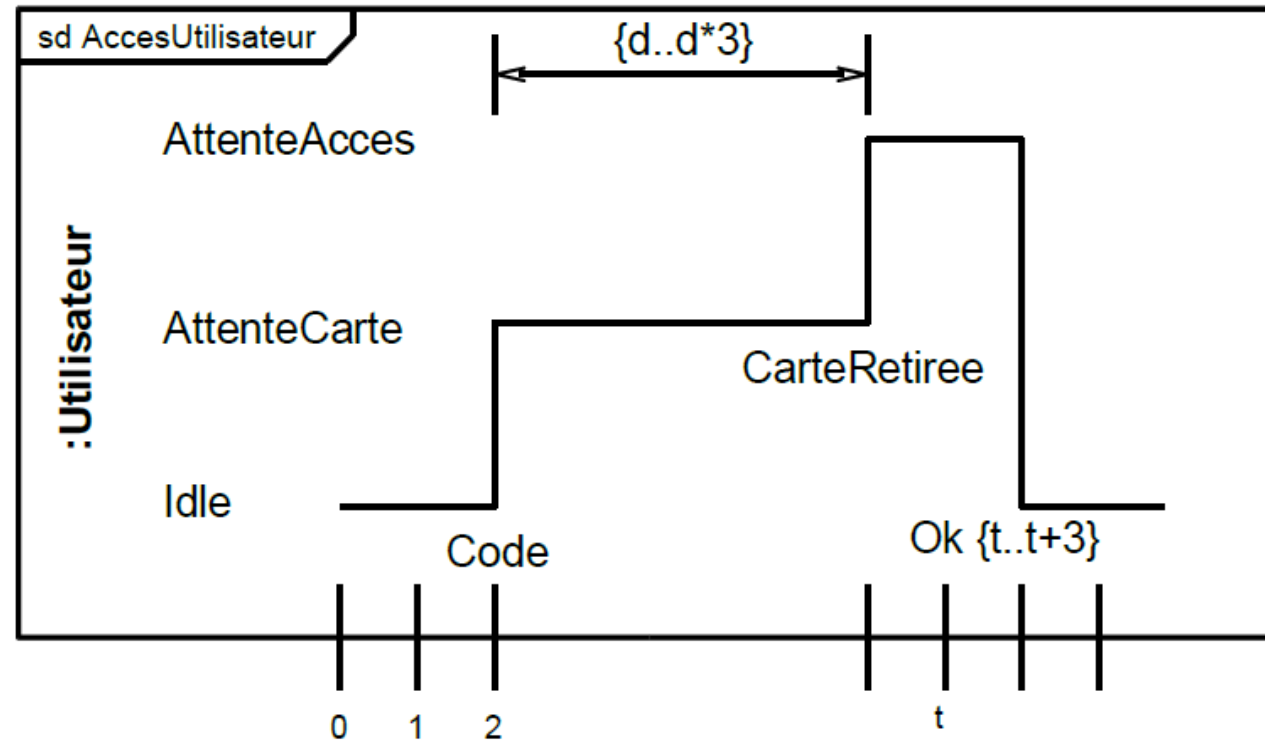 sd AccesUtilisateur
{d..d*3}
AttenteAcces
:Utilisateur
AttenteCarte
CarteRetiree
Idle
Code
Ok {t..t+3}
0 1 2 t